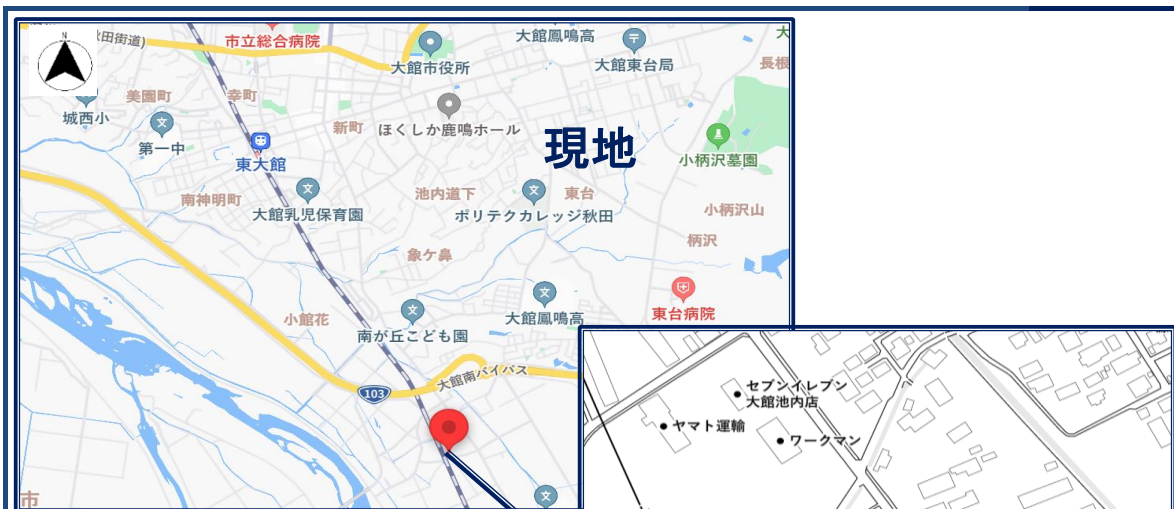 N
秋田街道)
市立総合病院
大館市役所
大館鳳鳴高
大館東台局
大
長根
美園町
幸町
城西小
第一中
新町
ほくしか鹿鳴ホール
現地
小柄沢墓園
東大館
南神明町
大館乳児保育園
池内道下
東台
ポリテクカレッジ秋田
小柄沢山
柄沢
象ケ鼻
小館花
南が丘こども園
大館鳳鳴高
東台病院
大館南バイパス
103
市
セブンイレブン
大館池内店
ヤマト運輸
ワークマン